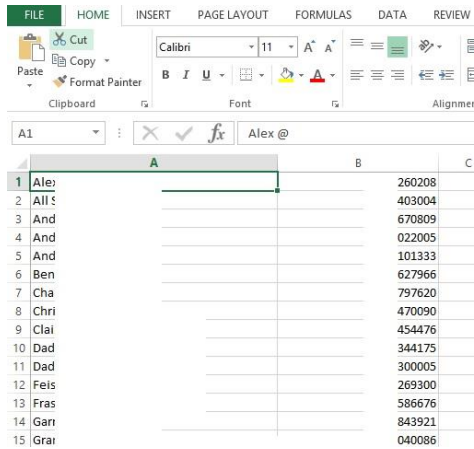 FILE HOME INSERT PAGE LAYOUT FORMULAS DATA REVIEW
Cut
Copy
Format Painter
Paste
Calibri 11 A A
B I U A
Clipboard Font Alignmen
A1 fx Alex @
A B C
1 Alex 260208
2 All S 403004
3 And 670809
4 And 022005
5 And 101333
6 Ben 627966
7 Cha 797620
8 Chri 470090
9 Clai 454476
10 Dad 344175
11 Dad 300005
12 Feis 269300
13 Fras 586676
14 Garr 843921
15 Gra 040086